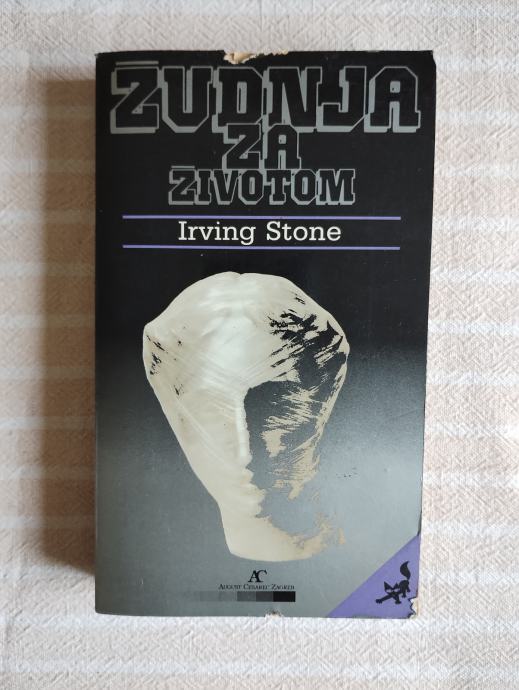 ŽUDNJA
ZA
ŽIVOTOM
Irving Stone
AC
AUGUST CESAREC ZAGREB